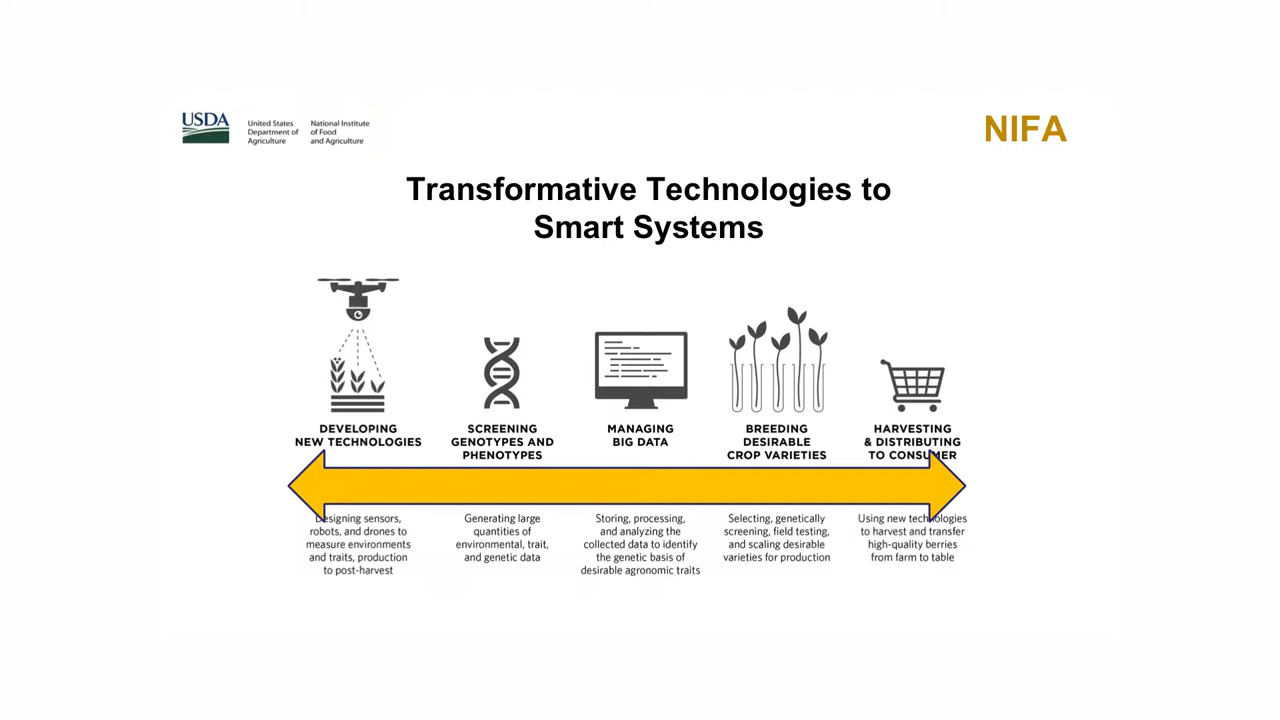 USDA
United States
Department of
Agriculture
National Institute
of Food
and Agriculture
NIFA
Transformative Technologies to
Smart Systems
DEVELOPING
NEW TECHNOLOGIES
SCREENING
GENOTYPES AND
PHENOTYPES
MANAGING
BIG DATA
BREEDING
DESIRABLE
CROP VARIETIES
HARVESTING
& DISTRIBUTING
TO CONSUMER
Designing sensors,
robots, and drones to
measure environments
and traits, production
to post-harvest
Generating large
quantities of
environmental, trait,
and genetic data
Storing, processing,
and analyzing the
collected data to identify
the genetic basis of
desirable agronomic traits
Selecting, genetically
screening, field testing,
and scaling desirable
varieties for production
Using new technologies
to harvest and transfer
high-quality berries
from farm to table